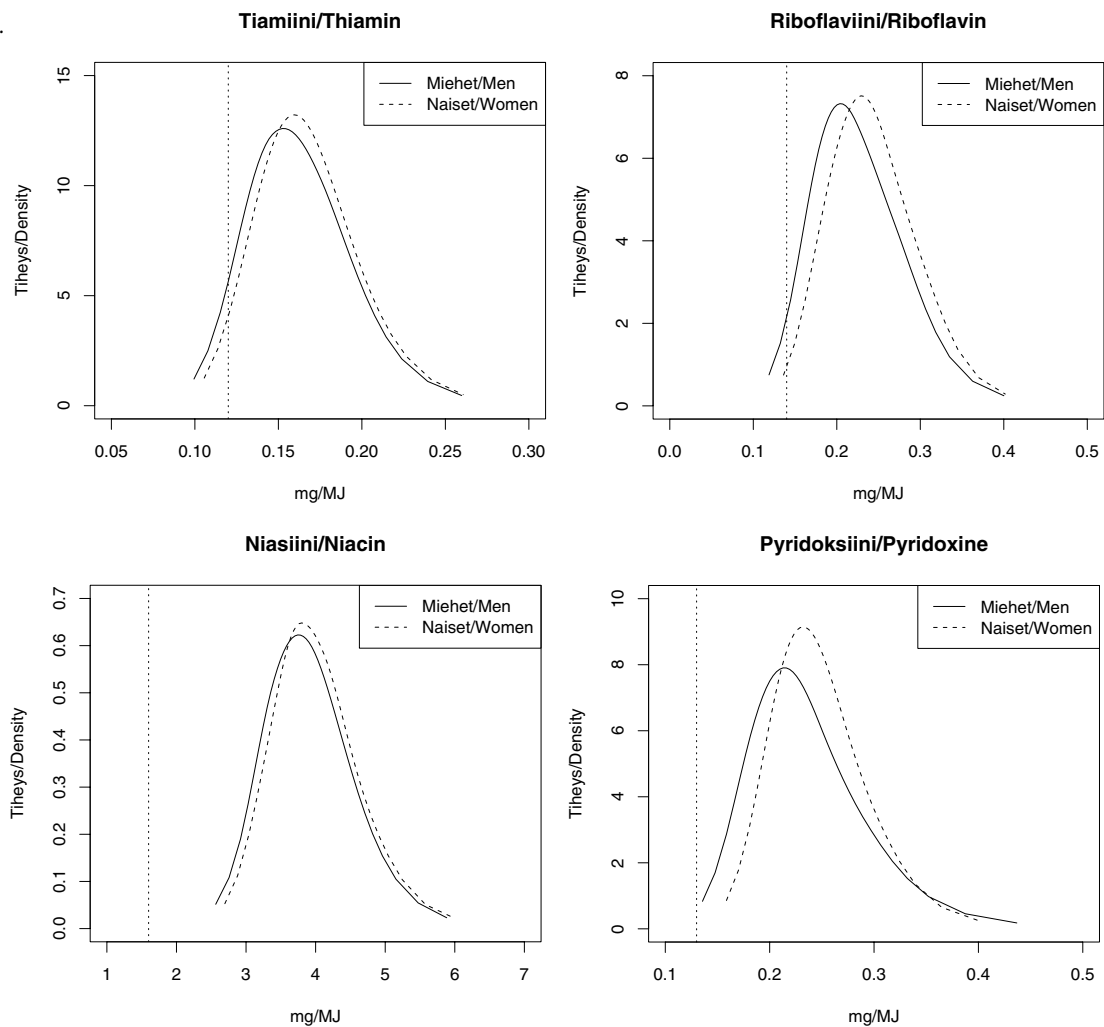 .
Tiamiini/Thiamin
Miehet/Men
Naiset/Women
Tiheys/Density
0
5
10
15
0.05
0.10
0.15
0.20
0.25
0.30
mg/MJ
Riboflaviini/Riboflavin
Miehet/Men
Naiset/Women
Tiheys/Density
0
2
4
6
8
0.0
0.1
0.2
0.3
0.4
0.5
mg/MJ
Niasiini/Niacin
Miehet/Men
Naiset/Women
Tiheys/Density
0.0
0.1
0.2
0.3
0.4
0.5
0.6
0.7
1
2
3
4
5
6
7
mg/MJ
Pyridoksiini/Pyridoxine
Miehet/Men
Naiset/Women
Tiheys/Density
0
2
4
6
8
10
0.1
0.2
0.3
0.4
0.5
mg/MJ